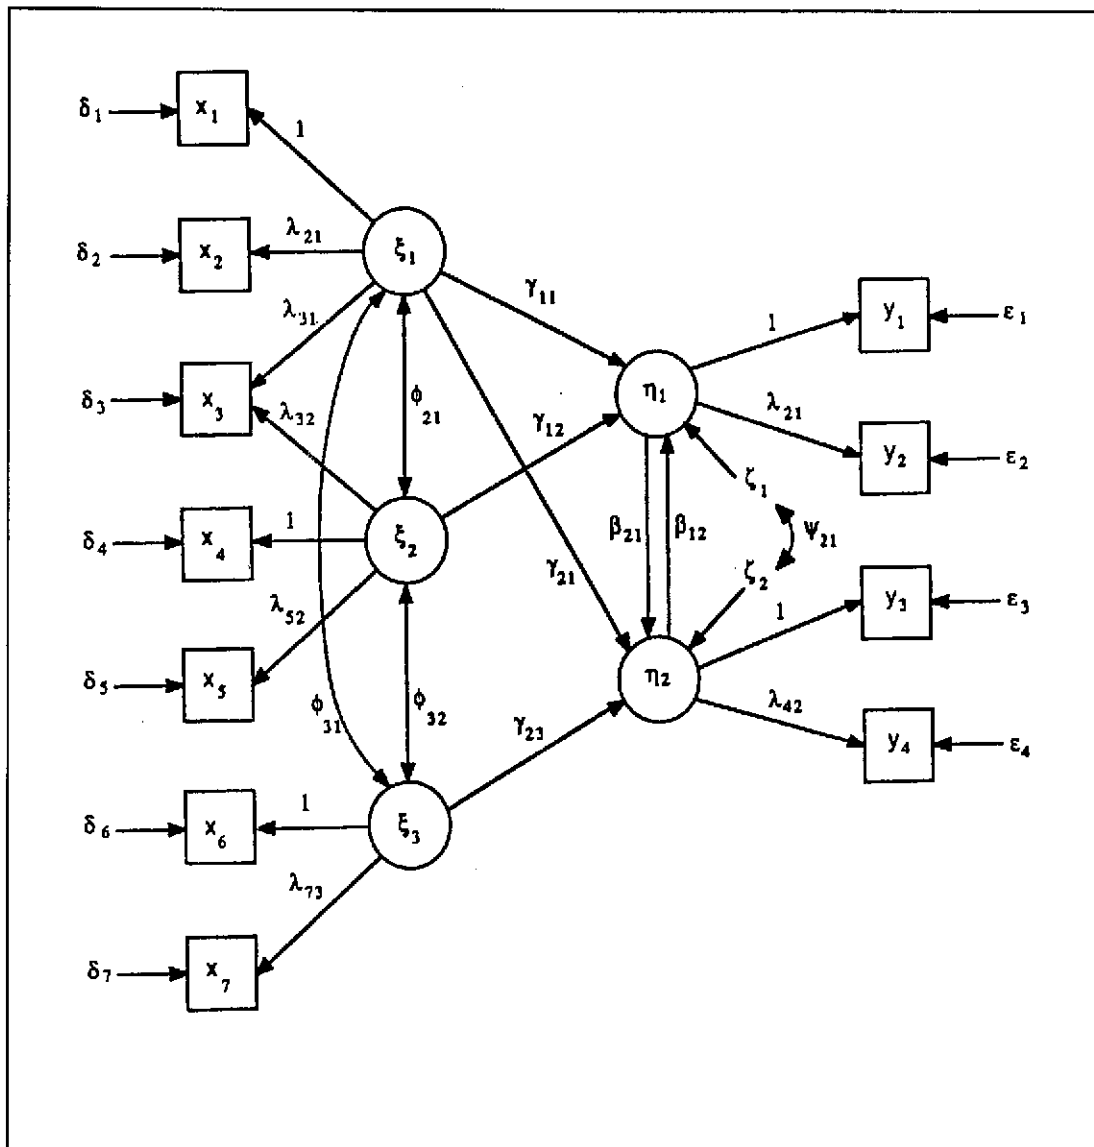 δ₁ x₁ 1
δ₂ x₂ λ₂₁ ξ₁
γ₁₁
λ₃₁ 1 y₁ ε₁
δ₃ x₃ λ₃₂ ϕ₂₁ η₁
γ₁₂ λ₂₁ y₂ ε₂
ζ₁
δ₄ x₄ 1 ξ₂ γ₂₁ β₂₁ β₁₂ ψ₂₁
ζ₂
λ₅₂ 1 y₃ ε₃
δ₅ x₅ ϕ₃₁ ϕ₃₂ η₂
γ₂₃ λ₄₂ y₄ ε₄
δ₆ x₆ 1 ξ₃
λ₇₃
δ₇ x₇